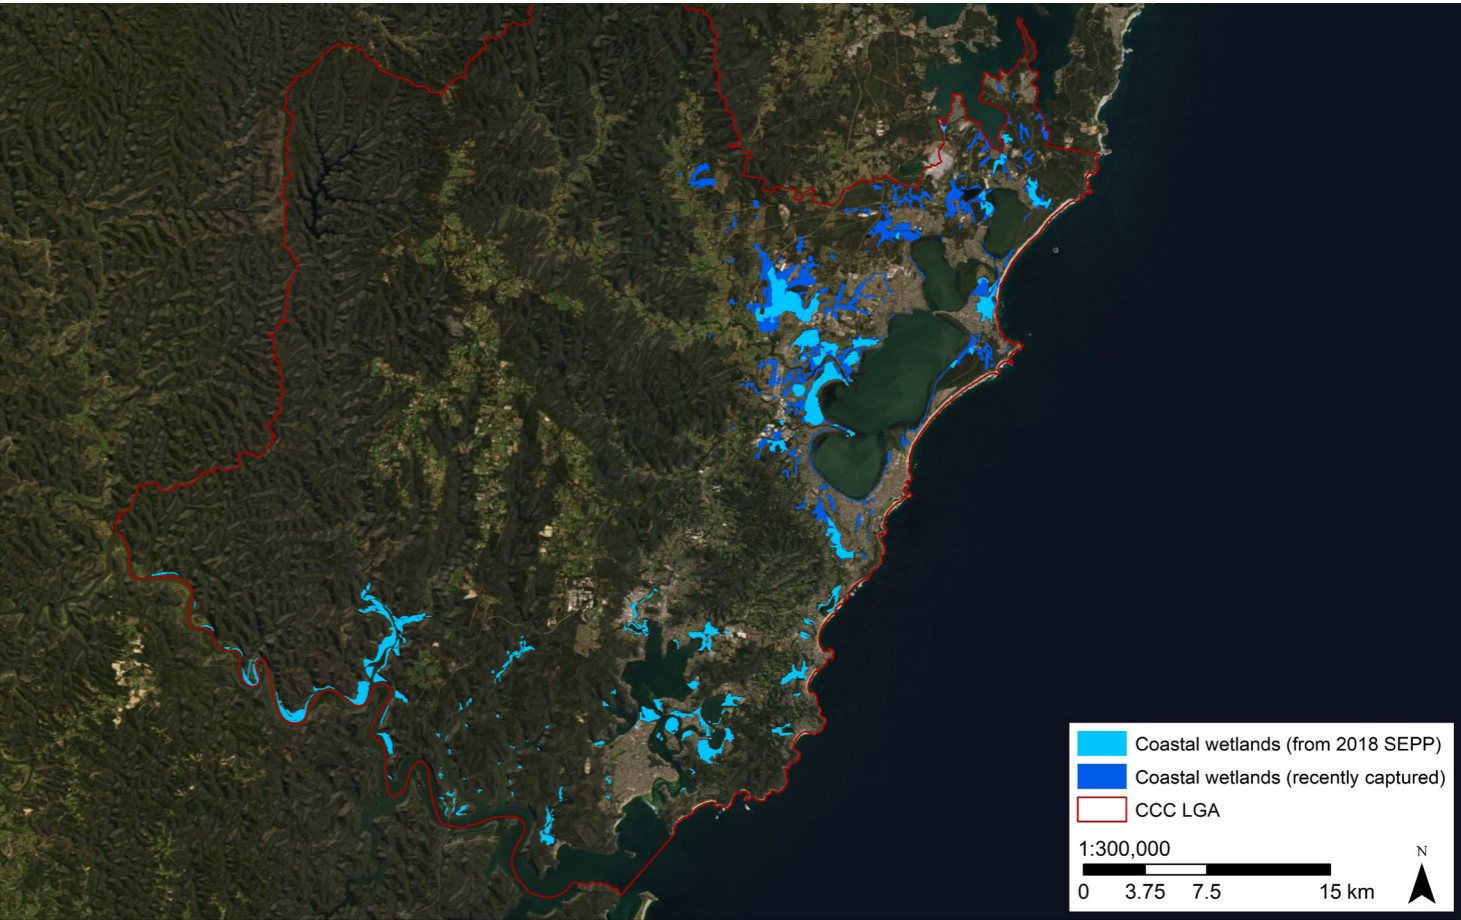 Coastal wetlands (from 2018 SEPP)
Coastal wetlands (recently captured)
CCC LGA
1:300,000
N
0 3.75 7.5 15 km